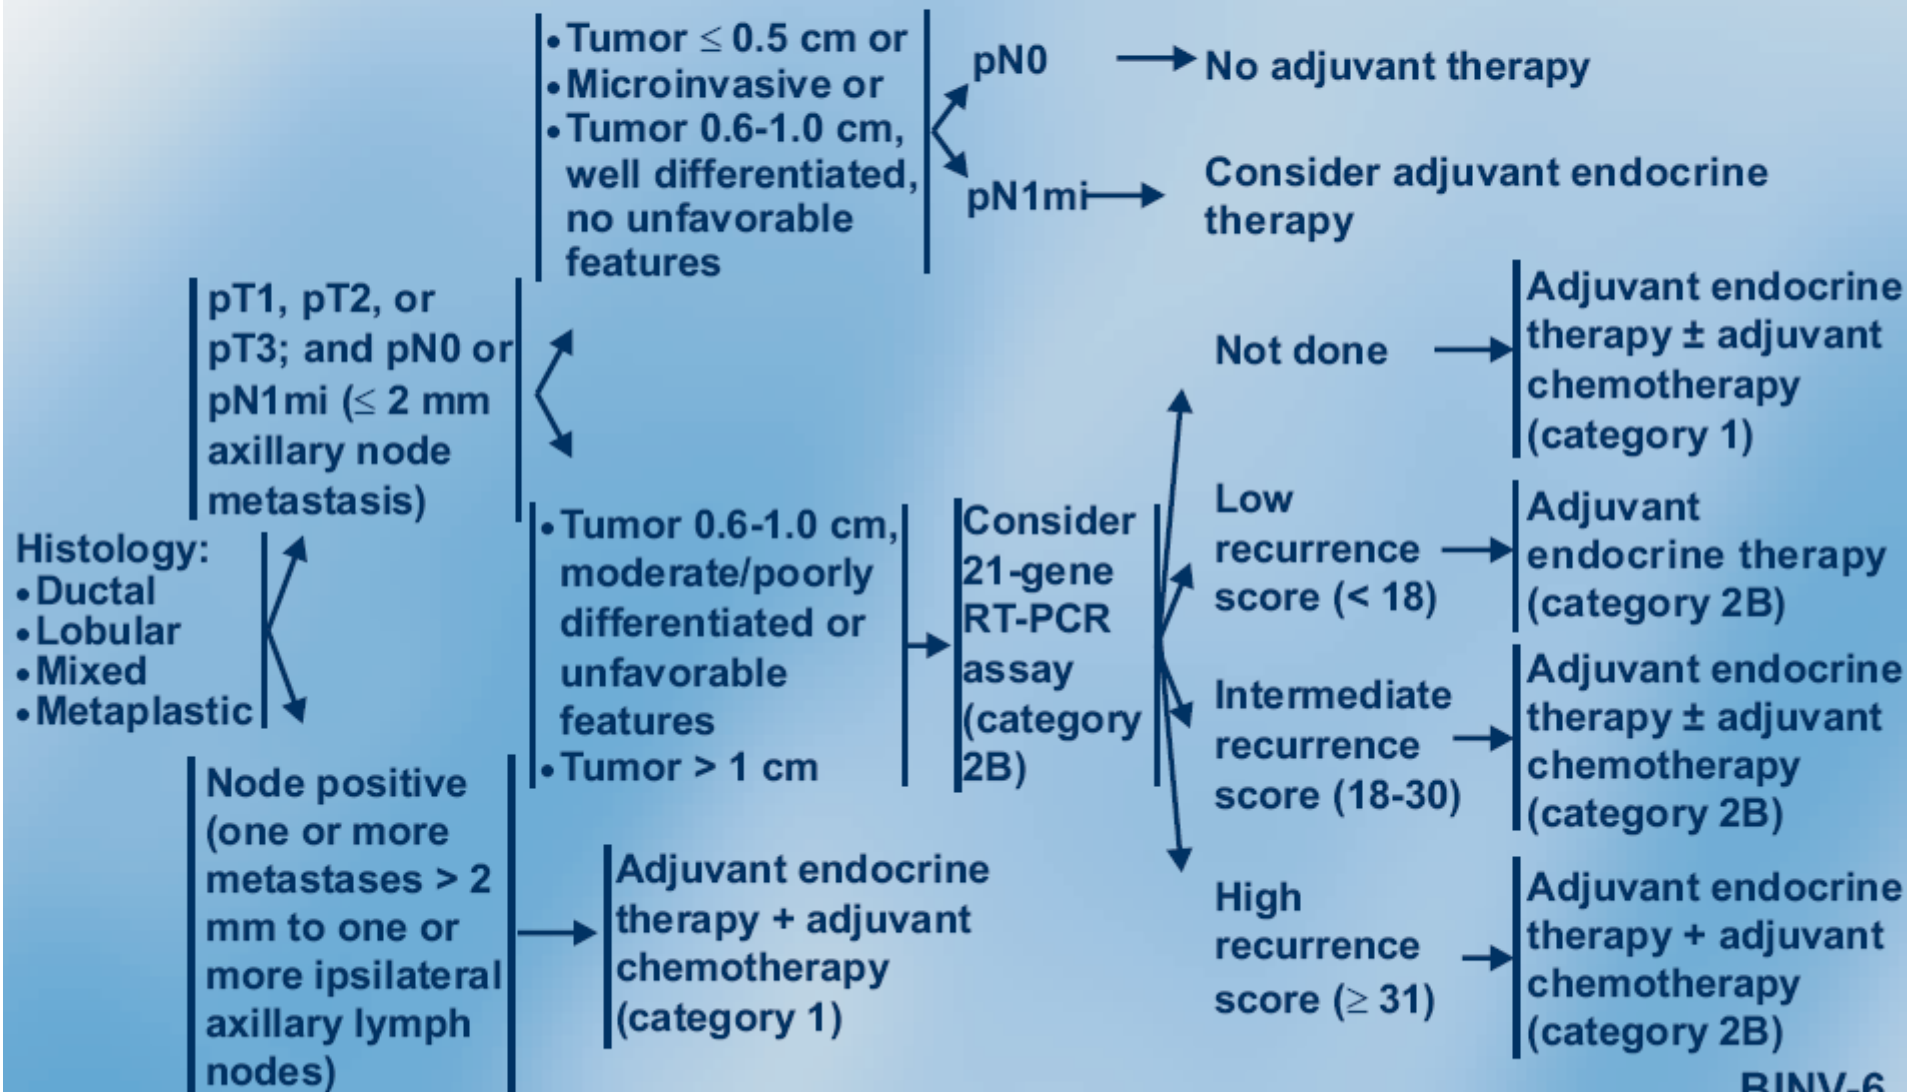 Histology:
•Ductal
•Lobular
•Mixed
•Metaplastic
pT1, pT2, or
pT3; and pN0 or
pN1mi (≤ 2 mm
axillary node
metastasis)
•Tumor ≤ 0.5 cm or
•Microinvasive or
•Tumor 0.6-1.0 cm,
well differentiated,
no unfavorable
features
pN0
No adjuvant therapy
pN1mi
Consider adjuvant endocrine
therapy
•Tumor 0.6-1.0 cm,
moderate/poorly
differentiated or
unfavorable
features
•Tumor > 1 cm
Consider
21-gene
RT-PCR
assay
(category
2B)
Not done
Adjuvant endocrine
therapy ± adjuvant
chemotherapy
(category 1)
Low
recurrence
score (< 18)
Adjuvant
endocrine therapy
(category 2B)
Intermediate
recurrence
score (18-30)
Adjuvant endocrine
therapy ± adjuvant
chemotherapy
(category 2B)
High
recurrence
score (≥ 31)
Adjuvant endocrine
therapy + adjuvant
chemotherapy
(category 2B)
Node positive
(one or more
metastases > 2
mm to one or
more ipsilateral
axillary lymph
nodes)
Adjuvant endocrine
therapy + adjuvant
chemotherapy
(category 1)
BINV-6